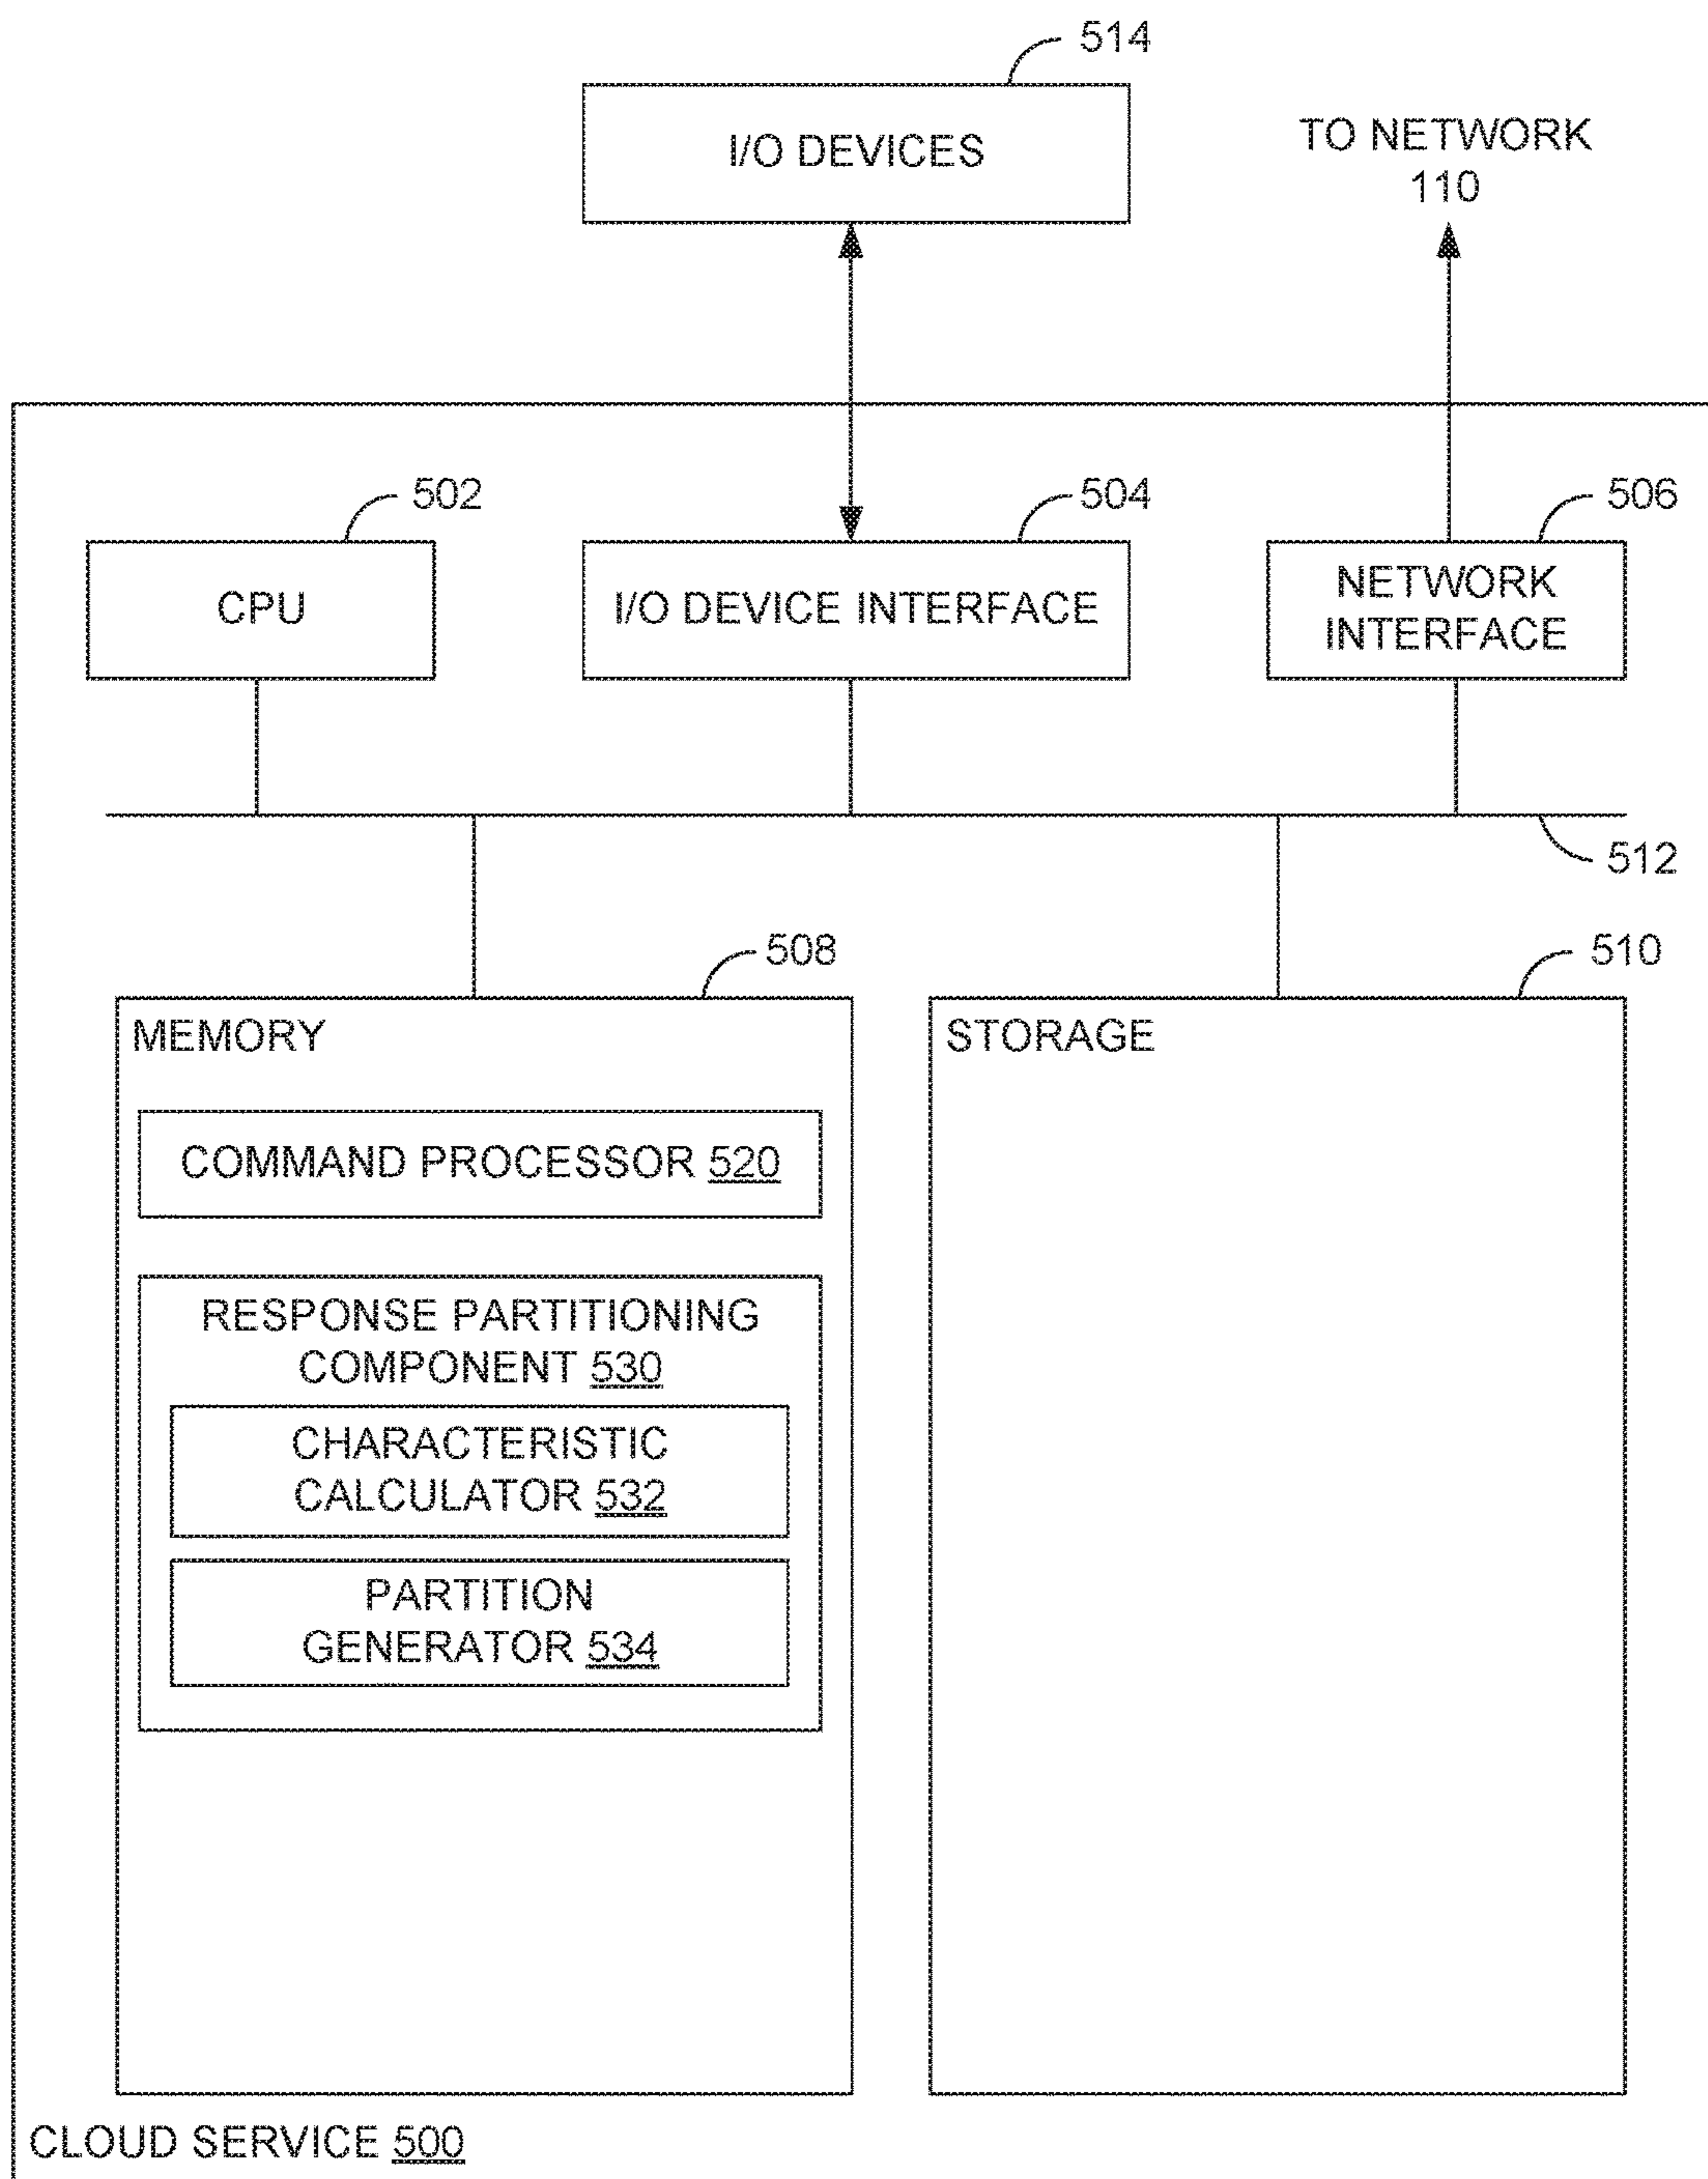 514
I/O DEVICES
TO NETWORK
110
502
504
506
CPU
I/O DEVICE INTERFACE
NETWORK
INTERFACE
512
508
510
MEMORY
STORAGE
COMMAND PROCESSOR 520
RESPONSE PARTITIONING
COMPONENT 530
CHARACTERISTIC
CALCULATOR 532
PARTITION
GENERATOR 534
CLOUD SERVICE 500